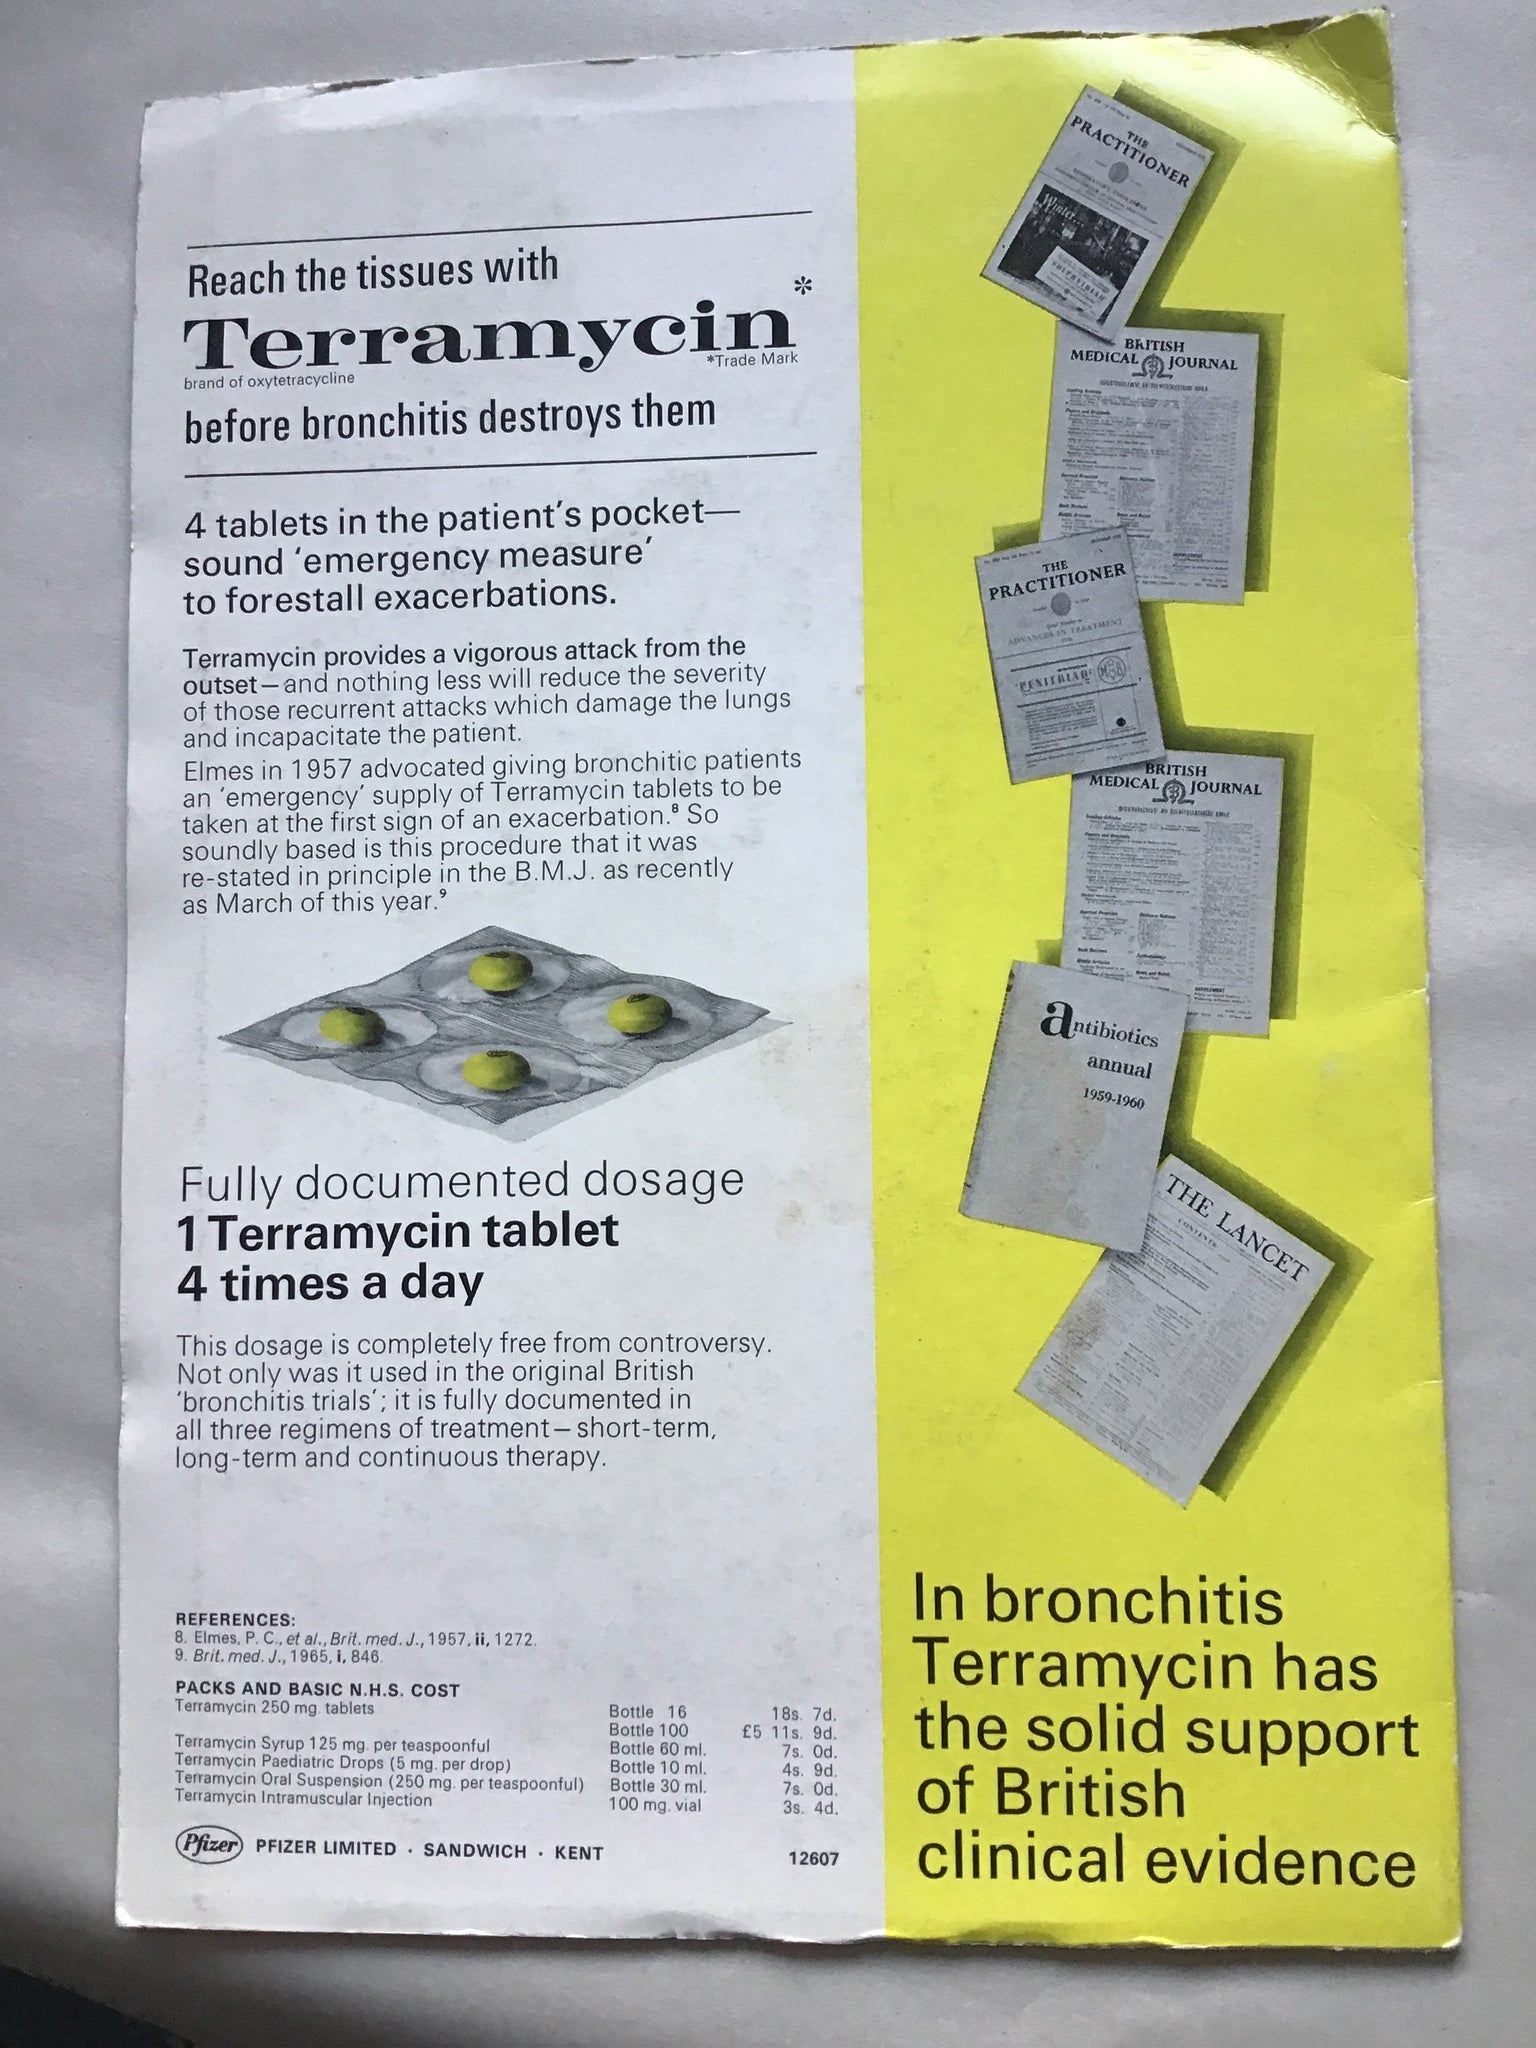 Reach the tissues with
Terramycin*
*Trade Mark
brand of oxytetracycline
before bronchitis destroys them
4 tablets in the patient's pocket—
sound 'emergency measure'
to forestall exacerbations.
Terramycin provides a vigorous attack from the
outset—and nothing less will reduce the severity
of those recurrent attacks which damage the lungs
and incapacitate the patient.
Elmes in 1957 advocated giving bronchitic patients
an 'emergency' supply of Terramycin tablets to be
taken at the first sign of an exacerbation.⁸ So
soundly based is this procedure that it was
re-stated in principle in the B.M.J. as recently
as March of this year.⁹
Fully documented dosage
1 Terramycin tablet
4 times a day
This dosage is completely free from controversy.
Not only was it used in the original British
'bronchitis trials'; it is fully documented in
all three regimens of treatment—short-term,
long-term and continuous therapy.
REFERENCES:
8. Elmes, P. C., et al., Brit. med. J., 1957, ii, 1272.
9. Brit. med. J., 1965, i, 846.
PACKS AND BASIC N.H.S. COST
Terramycin 250 mg. tablets Bottle 16 18s. 7d.
Bottle 100 £5 11s. 9d.
Terramycin Syrup 125 mg. per teaspoonful Bottle 60 ml. 7s. 0d.
Terramycin Paediatric Drops (5 mg. per drop) Bottle 10 ml. 4s. 9d.
Terramycin Oral Suspension (250 mg. per teaspoonful) Bottle 30 ml. 7s. 0d.
Terramycin Intramuscular Injection 100 mg. vial 3s. 4d.
Pfizer PFIZER LIMITED · SANDWICH · KENT 12607
THE
PRACTITIONER
Winter
BRITISH
MEDICAL JOURNAL
THE
PRACTITIONER
ADVANCES IN TREATMENT
BRITISH
MEDICAL JOURNAL
antibiotics
annual
1959-1960
THE LANCET
CONTENTS
In bronchitis
Terramycin has
the solid support
of British
clinical evidence